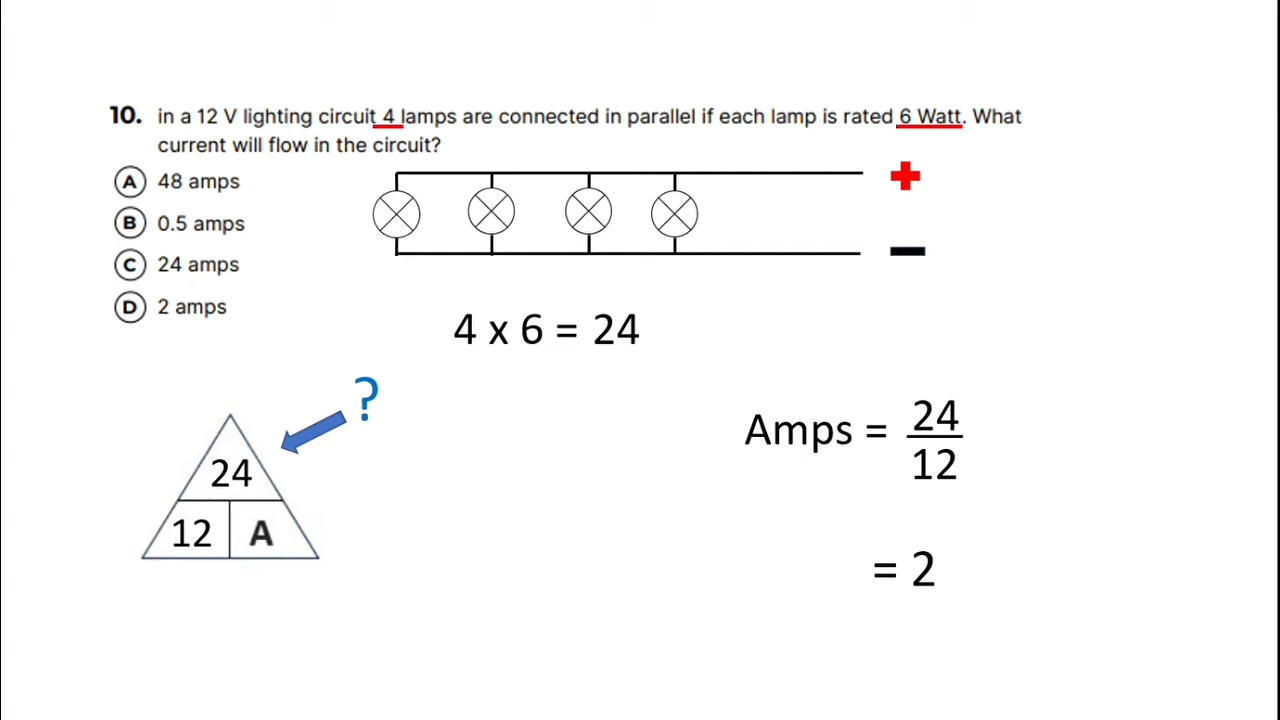 10. in a 12 V lighting circuit 4 lamps are connected in parallel if each lamp is rated 6 Watt. What
current will flow in the circuit?
A 48 amps
B 0.5 amps
C 24 amps
D 2 amps
+
−
4 x 6 = 24
?
24
12 A
Amps = 24
12
= 2